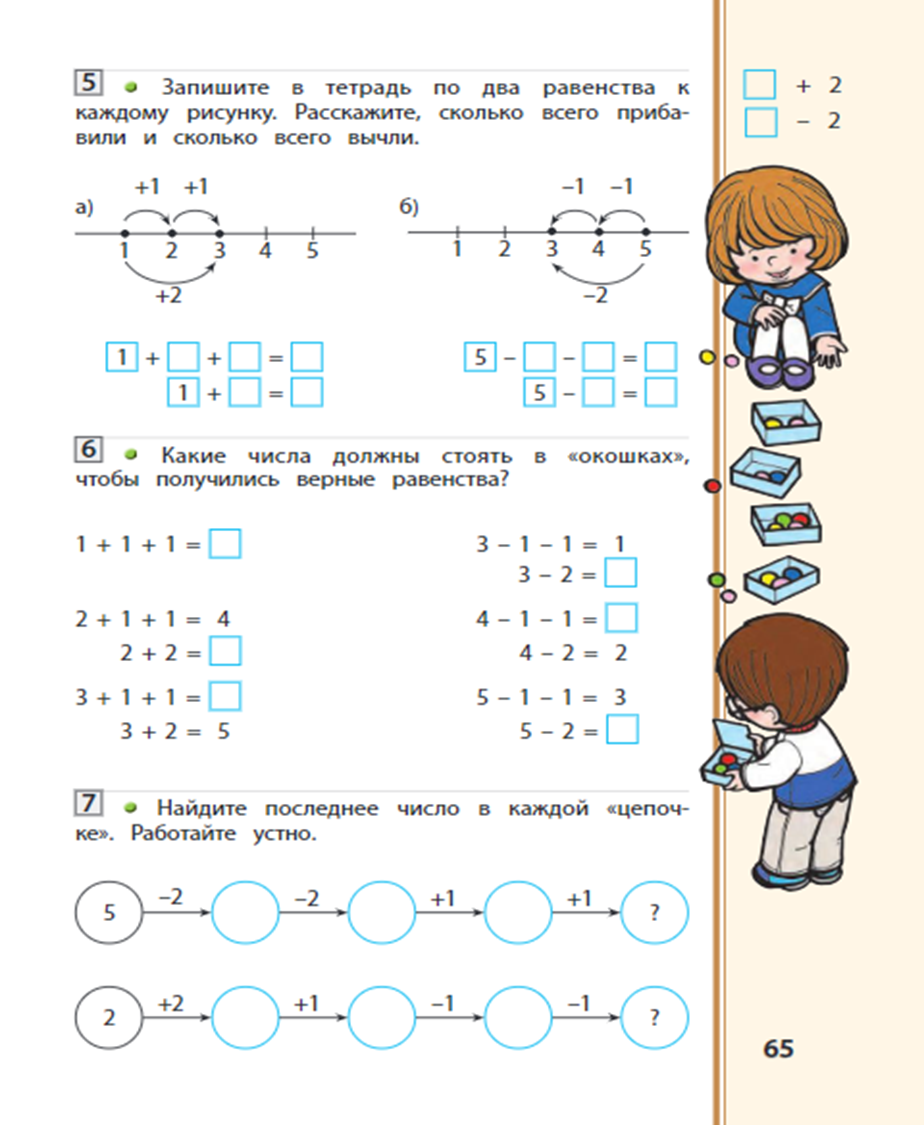 5 • Запишите в тетрадь по два равенства к
каждому рисунку. Расскажите, сколько всего приба-
вили и сколько всего вычли.
□ + 2
□ – 2
а)
+1 +1
1 2 3 4 5
+2
б)
–1 –1
1 2 3 4 5
–2
1 + □ + □ = □
1 + □ = □
5 – □ – □ = □
5 – □ = □
6 • Какие числа должны стоять в «окошках»,
чтобы получились верные равенства?
1 + 1 + 1 = □
2 + 1 + 1 = 4
2 + 2 = □
3 + 1 + 1 = □
3 + 2 = 5
3 – 1 – 1 = 1
3 – 2 = □
4 – 1 – 1 = □
4 – 2 = 2
5 – 1 – 1 = 3
5 – 2 = □
7 • Найдите последнее число в каждой «цепоч-
ке». Работайте устно.
5 –2 –2 +1 +1 ?
2 +2 +1 –1 –1 ?
65